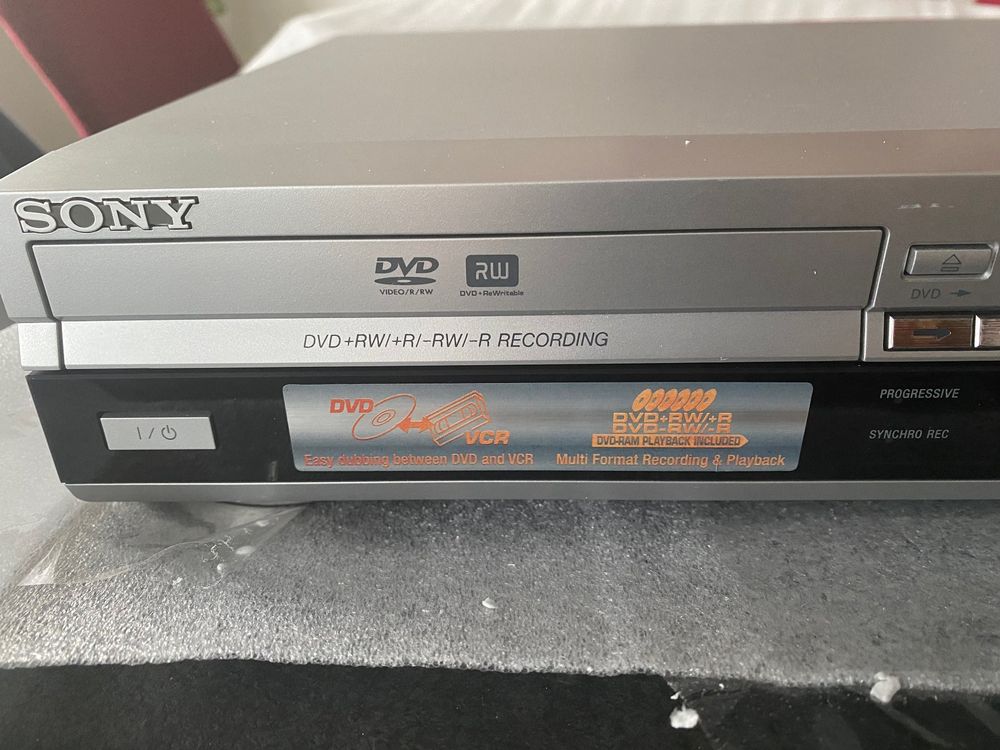 SONY
DVD
VIDEO/R/RW
RW
DVD+ReWritable
DVD
DVD+RW/+R/-RW/-R RECORDING
PROGRESSIVE
SYNCHRO REC
DVD
VCR
Easy dubbing between DVD and VCR
DVD+RW/+R
DVD-RW/-R
DVD-RAM PLAYBACK INCLUDED
Multi Format Recording & Playback